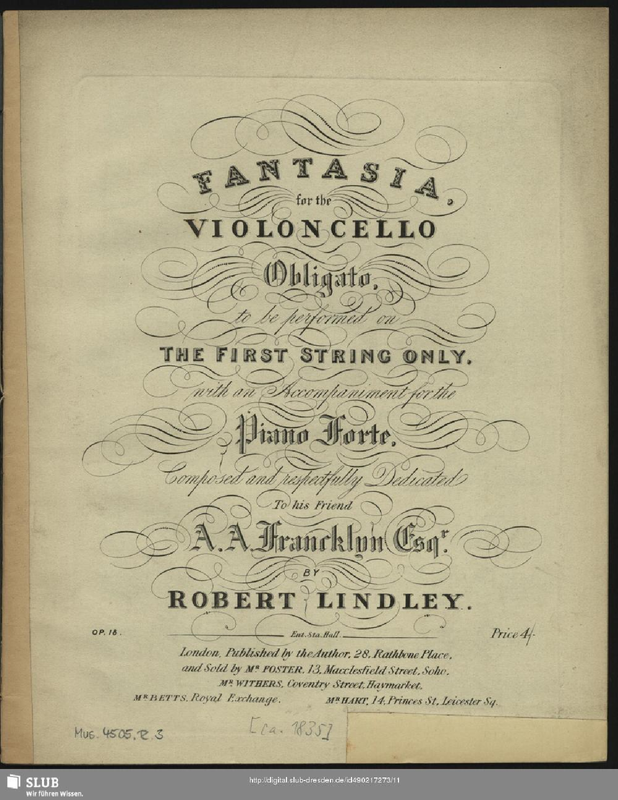 FANTASIA,
for the
VIOLONCELLO
Obligato,
to be performed on
THE FIRST STRING ONLY,
with an Accompaniment for the
Piano Forte,
Composed and respectfully Dedicated
To his Friend
A. A. Francklyn Esqr.
BY
ROBERT LINDLEY.
OP. 18. Ent. Sta. Hall. Price 4/-
London, Published by the Author, 28, Rathbone Place,
and Sold by MR FOSTER, 13, Macclesfield Street, Soho,
MR WITHERS, Coventry Street, Haymarket,
MR BETTS, Royal Exchange. MR HART, 14, Princes St. Leicester Sq.
Mus. 4505, R 3 [ca. 1835]
SLUB
Wir führen Wissen.
http://digital.slub-dresden.de/id490217273/11